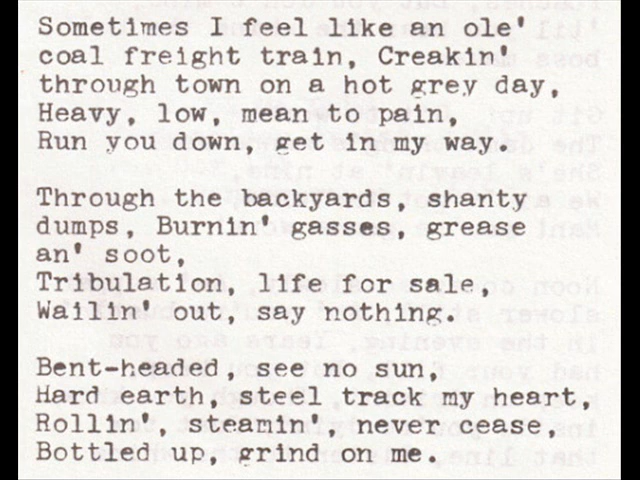 Sometimes I feel like an ole'
coal freight train, Creakin'
through town on a hot grey day,
Heavy, low, mean to pain,
Run you down, get in my way.
Through the backyards, shanty
dumps, Burnin' gasses, grease
an' soot,
Tribulation, life for sale,
Wailin' out, say nothing.
Bent-headed, see no sun,
Hard earth, steel track my heart,
Rollin', steamin', never cease,
Bottled up, grind on me.